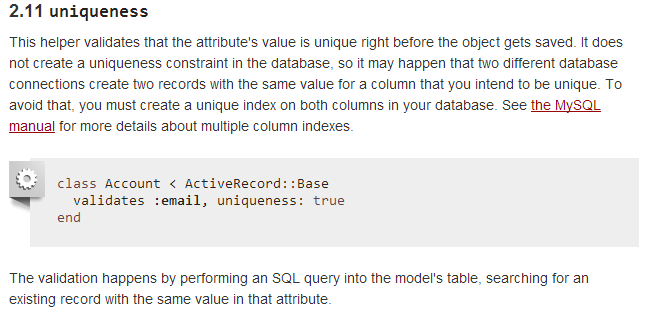 2.11 uniqueness
This helper validates that the attribute's value is unique right before the object gets saved. It does
not create a uniqueness constraint in the database, so it may happen that two different database
connections create two records with the same value for a column that you intend to be unique. To
avoid that, you must create a unique index on both columns in your database. See the MySQL
manual for more details about multiple column indexes.
class Account < ActiveRecord::Base
  validates :email, uniqueness: true
end
The validation happens by performing an SQL query into the model's table, searching for an
existing record with the same value in that attribute.